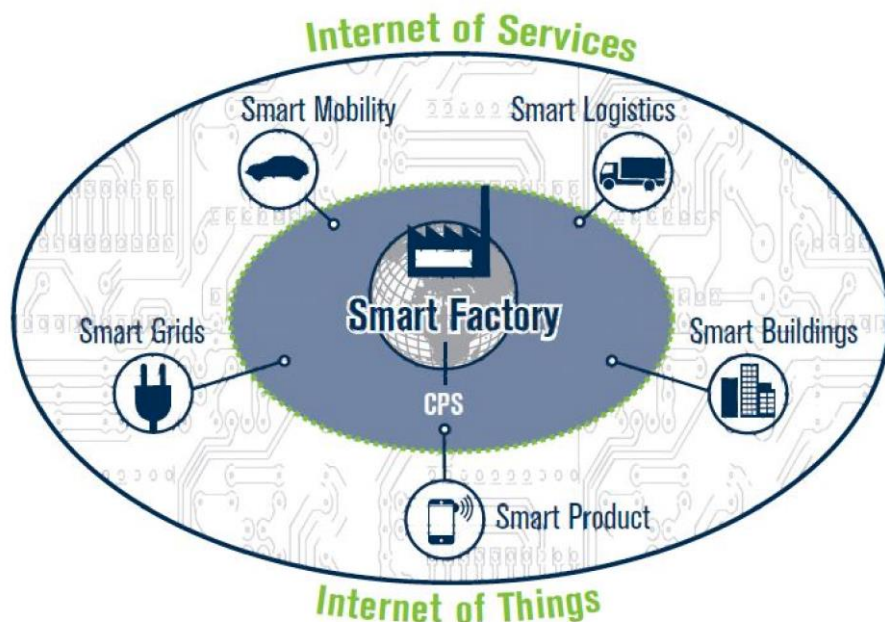 Internet of Services
Smart Mobility
Smart Logistics
Smart Factory
Smart Grids
Smart Buildings
CPS
Smart Product
Internet of Things